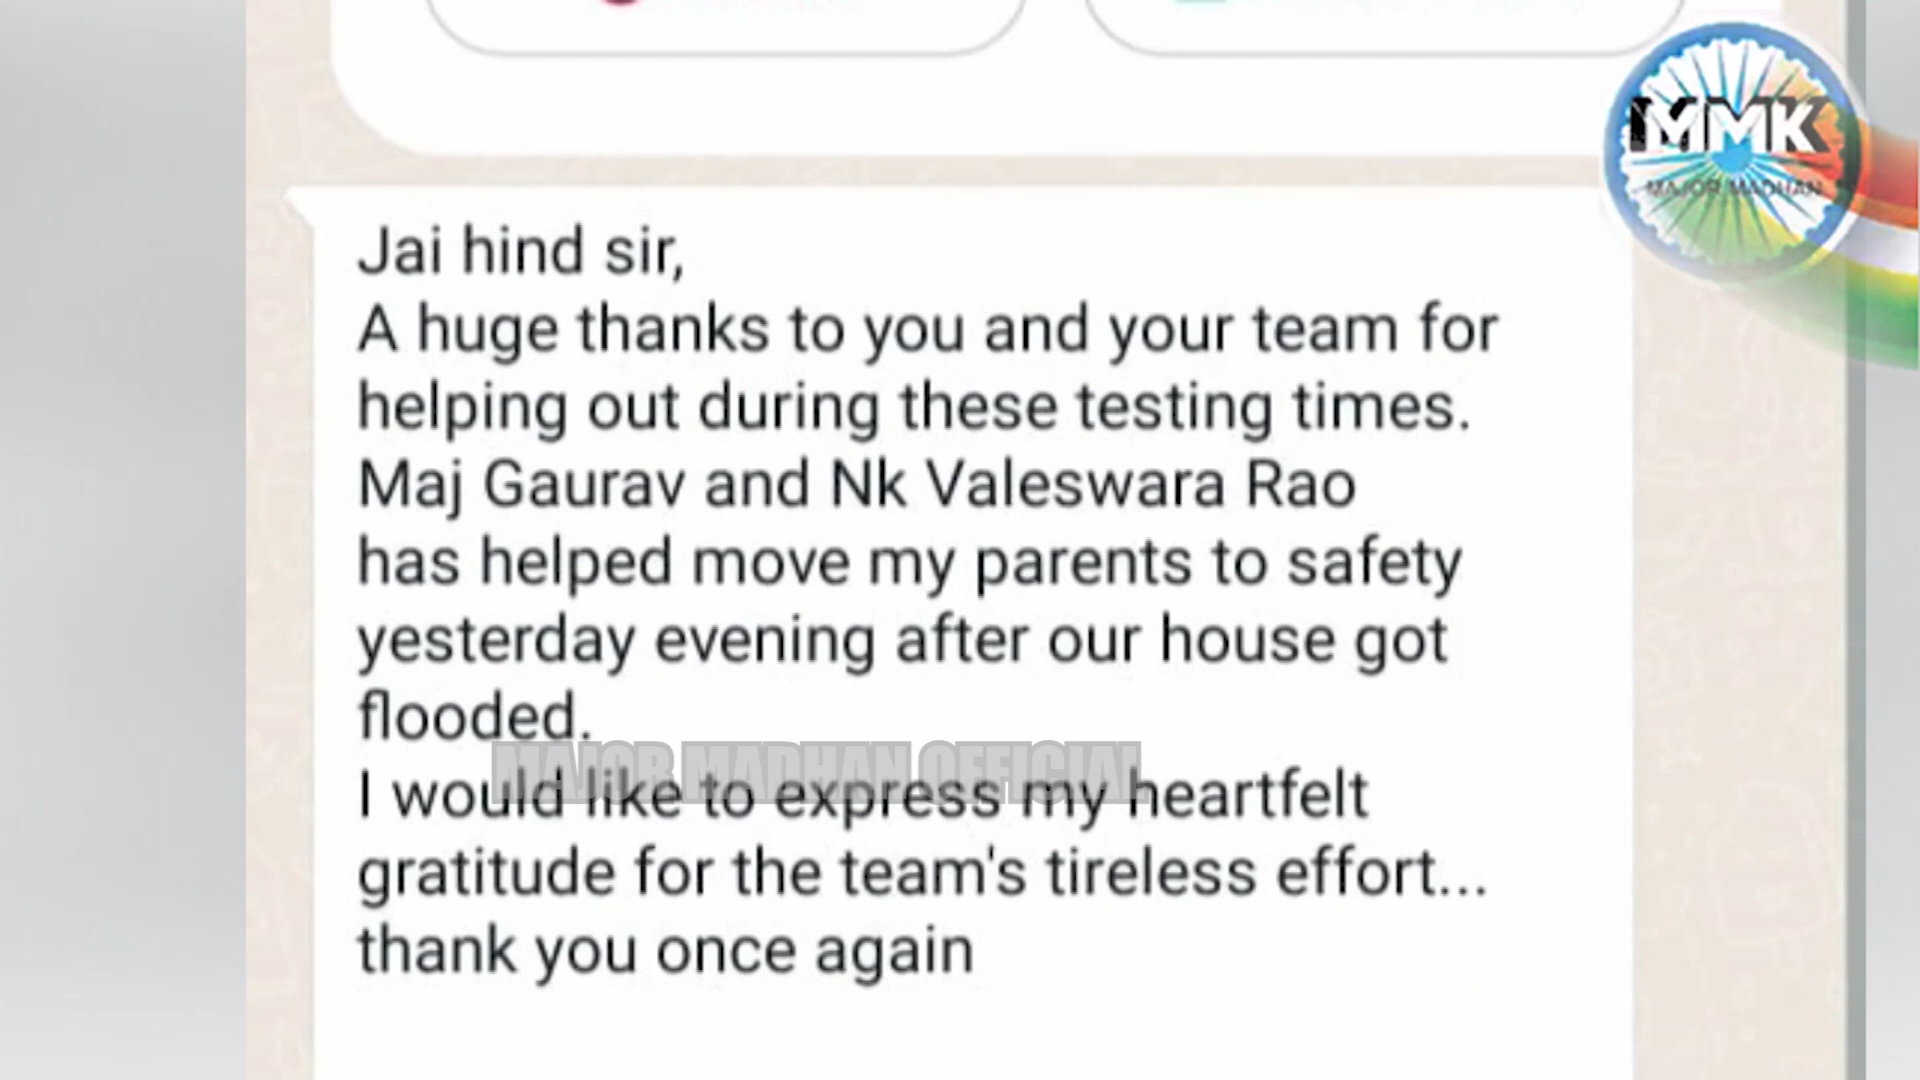 MMK
MAJOR MADHAN
Jai hind sir,
A huge thanks to you and your team for
helping out during these testing times.
Maj Gaurav and Nk Valeswara Rao
has helped move my parents to safety
yesterday evening after our house got
flooded.
MAJOR MADHAN OFFICIAL
I would like to express my heartfelt
gratitude for the team's tireless effort...
thank you once again